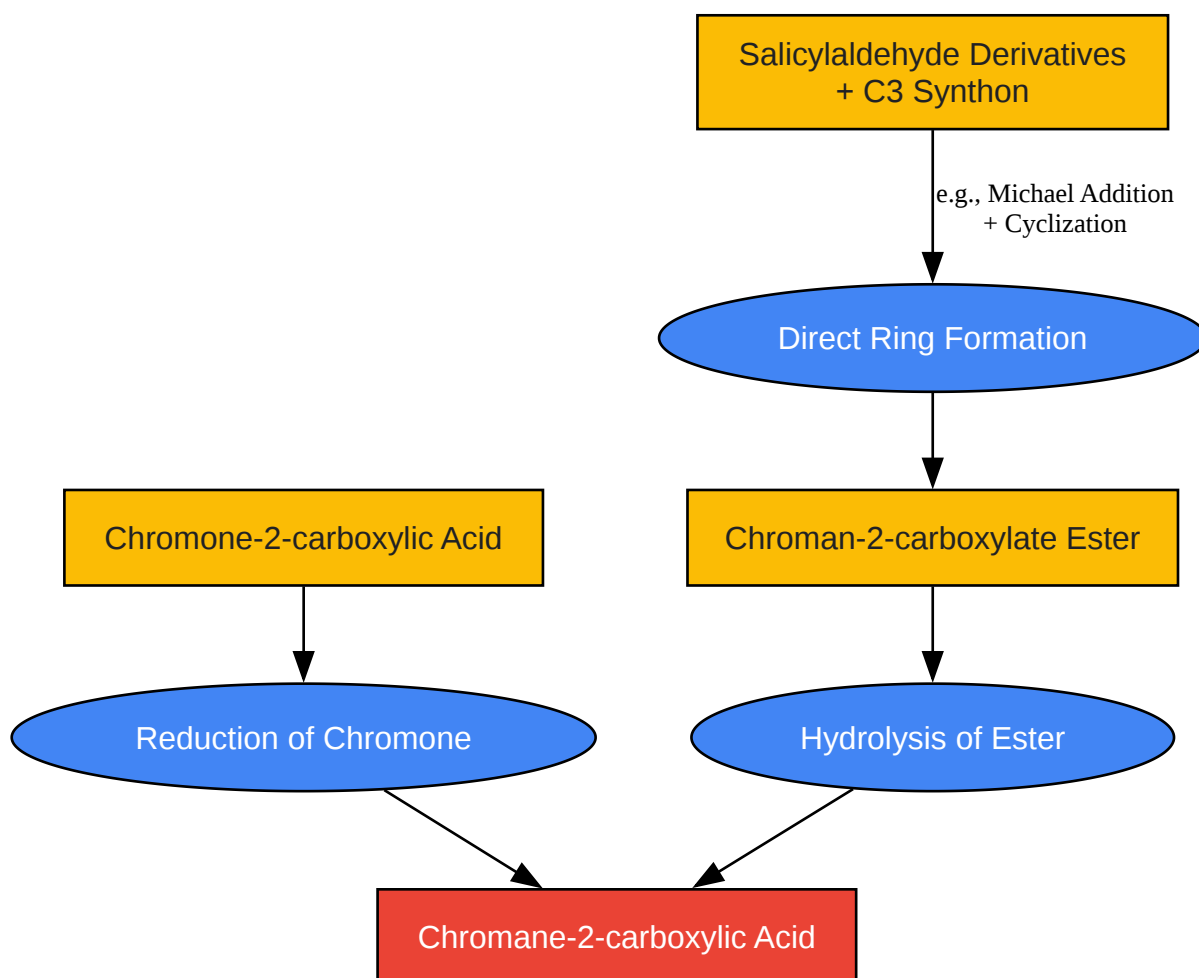 Salicylaldehyde Derivatives
+ C3 Synthon
e.g., Michael Addition
+ Cyclization
Direct Ring Formation
Chromone-2-carboxylic Acid
Chroman-2-carboxylate Ester
Reduction of Chromone
Hydrolysis of Ester
Chromane-2-carboxylic Acid